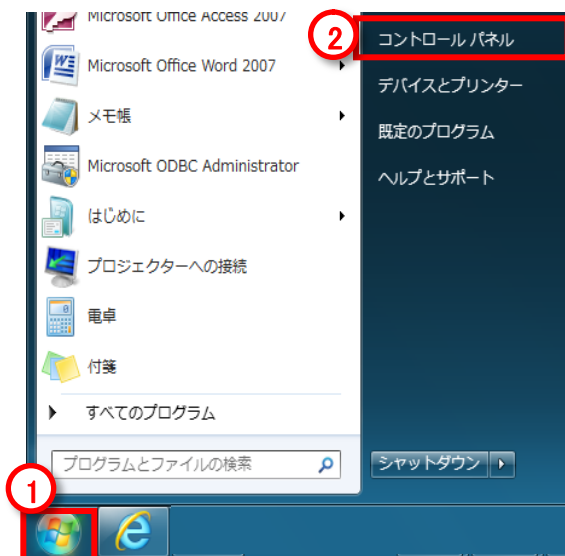 Microsoft Office Access 2007
Microsoft Office Word 2007
メモ帳
Microsoft ODBC Administrator
はじめに
プロジェクターへの接続
電卓
付箋
すべてのプログラム
プログラムとファイルの検索
1
2
コントロール パネル
デバイスとプリンター
既定のプログラム
ヘルプとサポート
シャットダウン